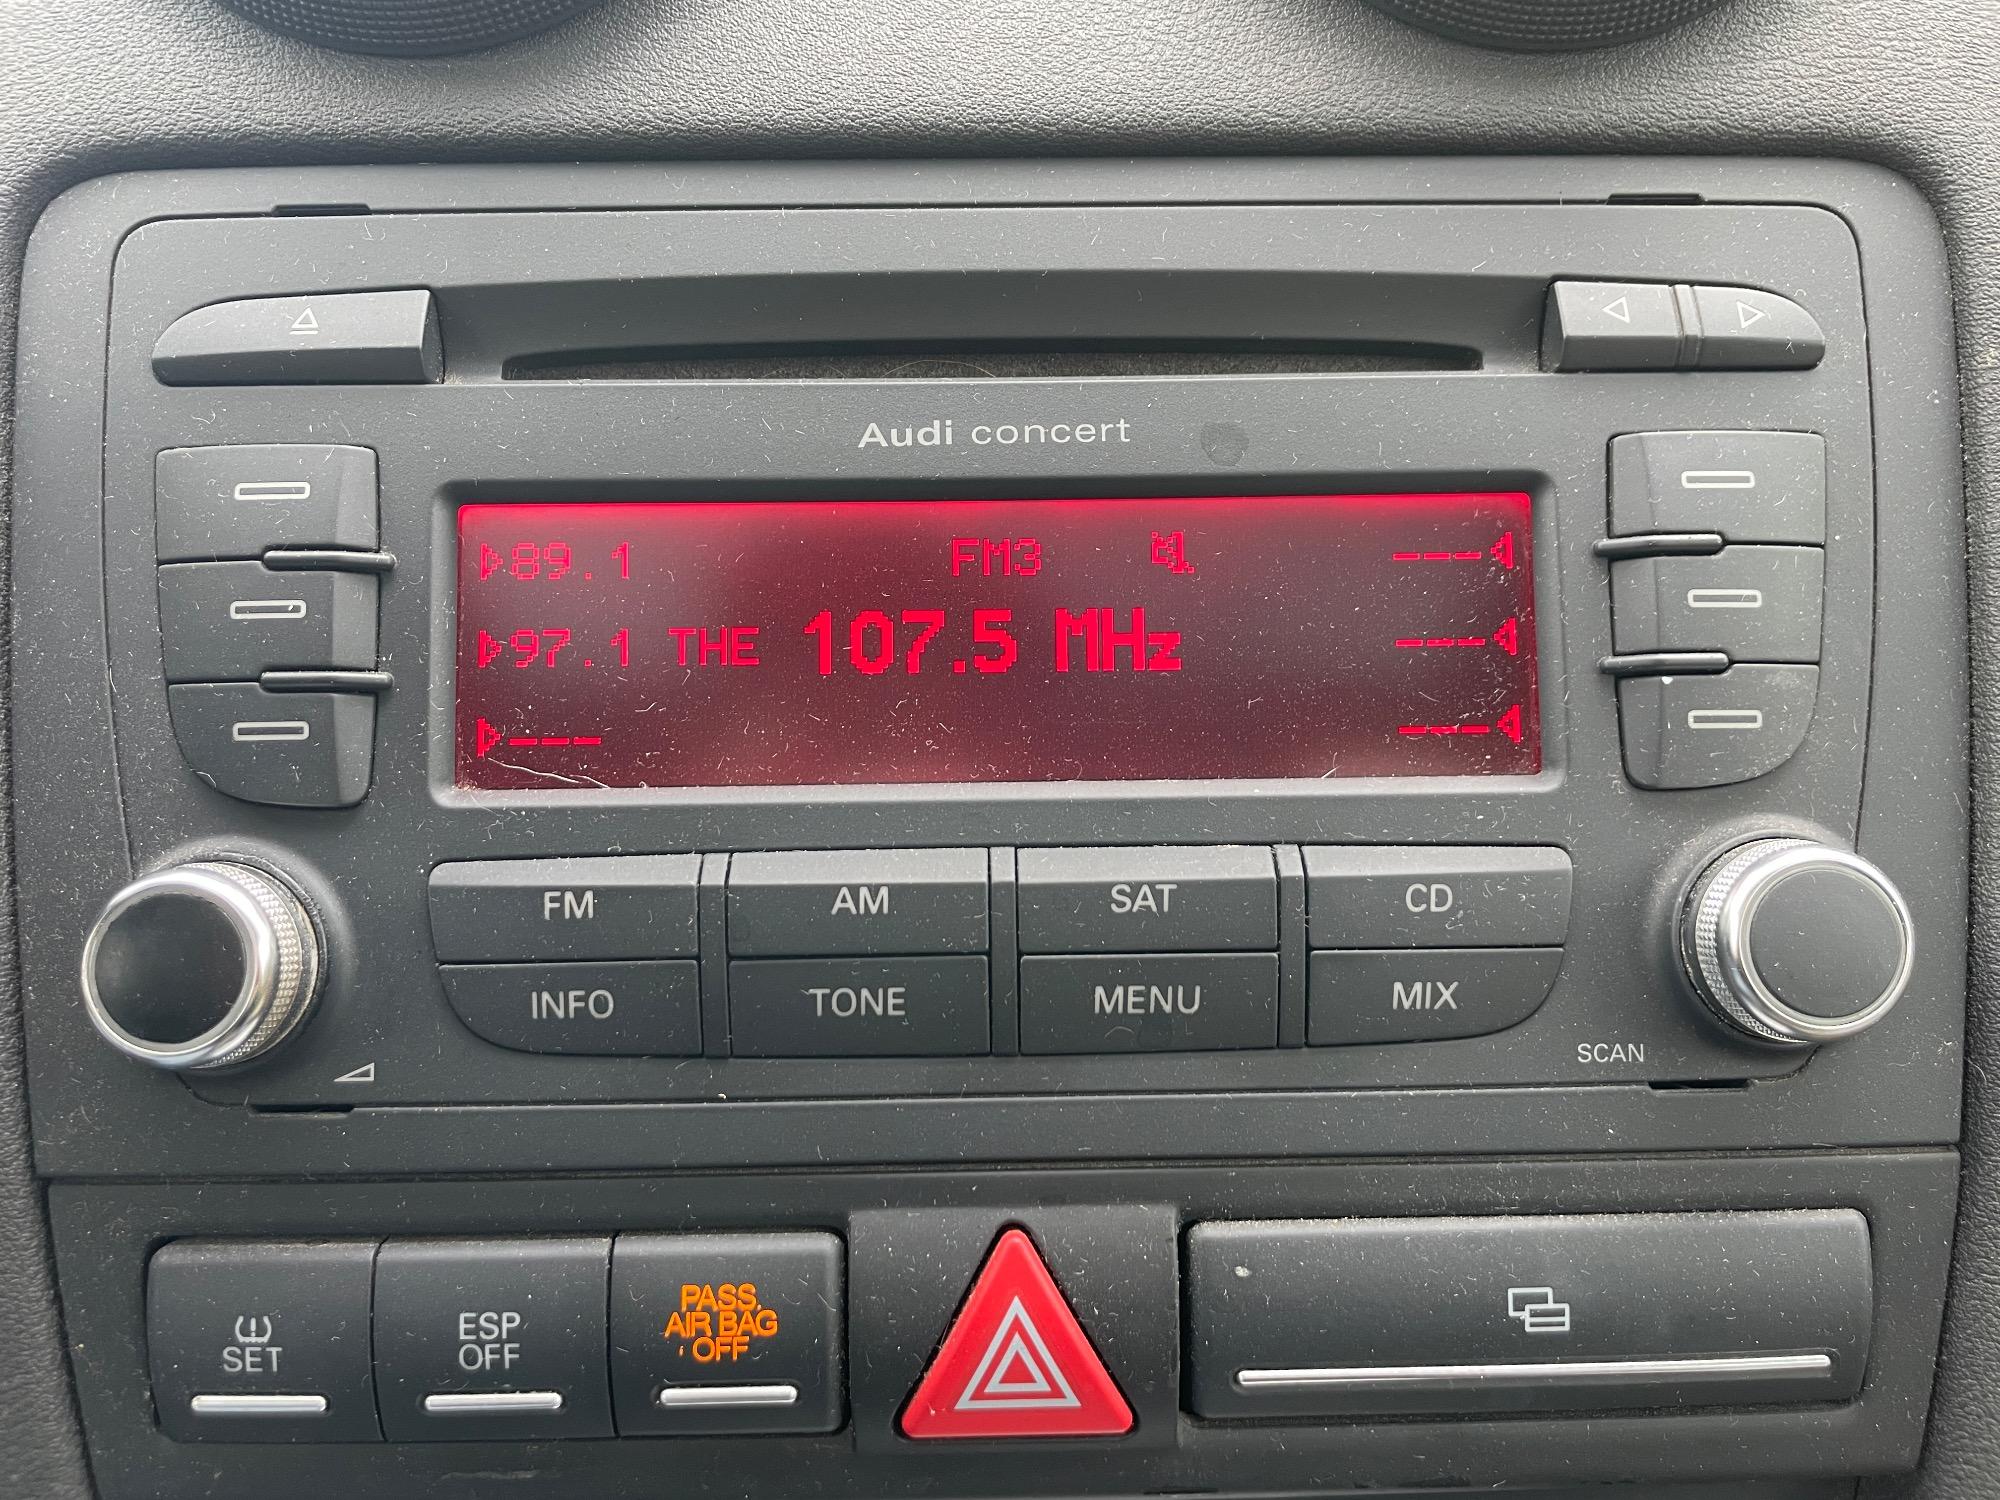 Audi concert
89.1 FM3 ---
97.1 THE 107.5 MHz ---
--- ---
FM AM SAT CD
INFO TONE MENU MIX
SCAN
SET
ESP
OFF
PASS.
AIR BAG
OFF